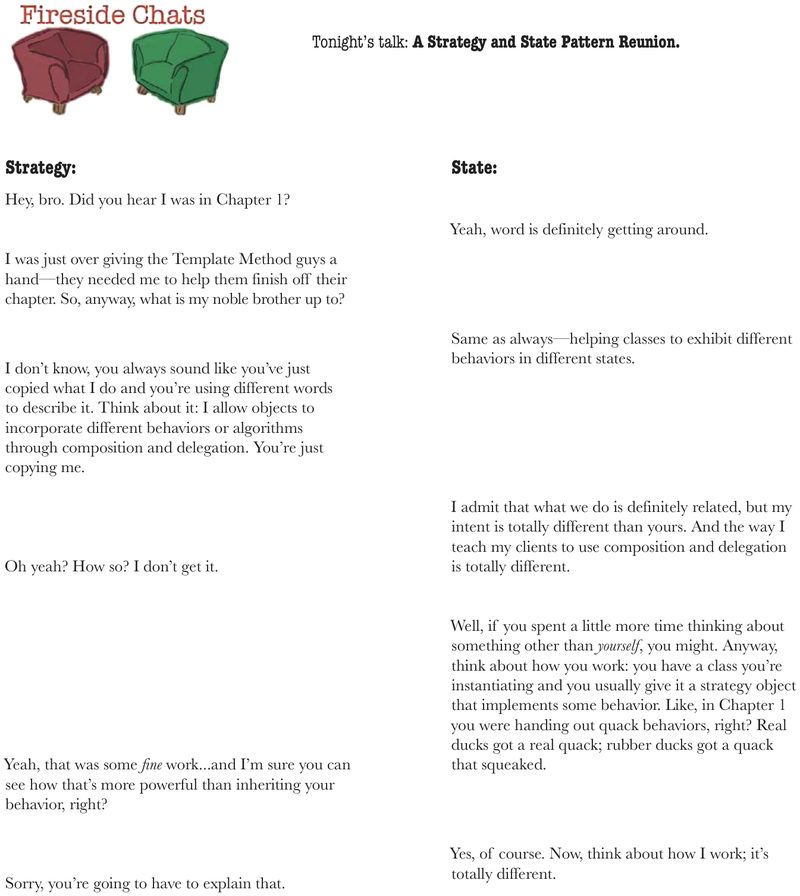 Fireside Chats
Tonight's talk: A Strategy and State Pattern Reunion.
Strategy:
State:
Hey, bro. Did you hear I was in Chapter 1?
Yeah, word is definitely getting around.
I was just over giving the Template Method guys a
hand—they needed me to help them finish off their
chapter. So, anyway, what is my noble brother up to?
Same as always—helping classes to exhibit different
behaviors in different states.
I don't know, you always sound like you've just
copied what I do and you're using different words
to describe it. Think about it: I allow objects to
incorporate different behaviors or algorithms
through composition and delegation. You're just
copying me.
I admit that what we do is definitely related, but my
intent is totally different than yours. And the way I
teach my clients to use composition and delegation
is totally different.
Oh yeah? How so? I don't get it.
Well, if you spent a little more time thinking about
something other than yourself, you might. Anyway,
think about how you work: you have a class you're
instantiating and you usually give it a strategy object
that implements some behavior. Like, in Chapter 1
you were handing out quack behaviors, right? Real
ducks got a real quack; rubber ducks got a quack
that squeaked.
Yeah, that was some fine work...and I'm sure you can
see how that's more powerful than inheriting your
behavior, right?
Yes, of course. Now, think about how I work; it's
totally different.
Sorry, you're going to have to explain that.